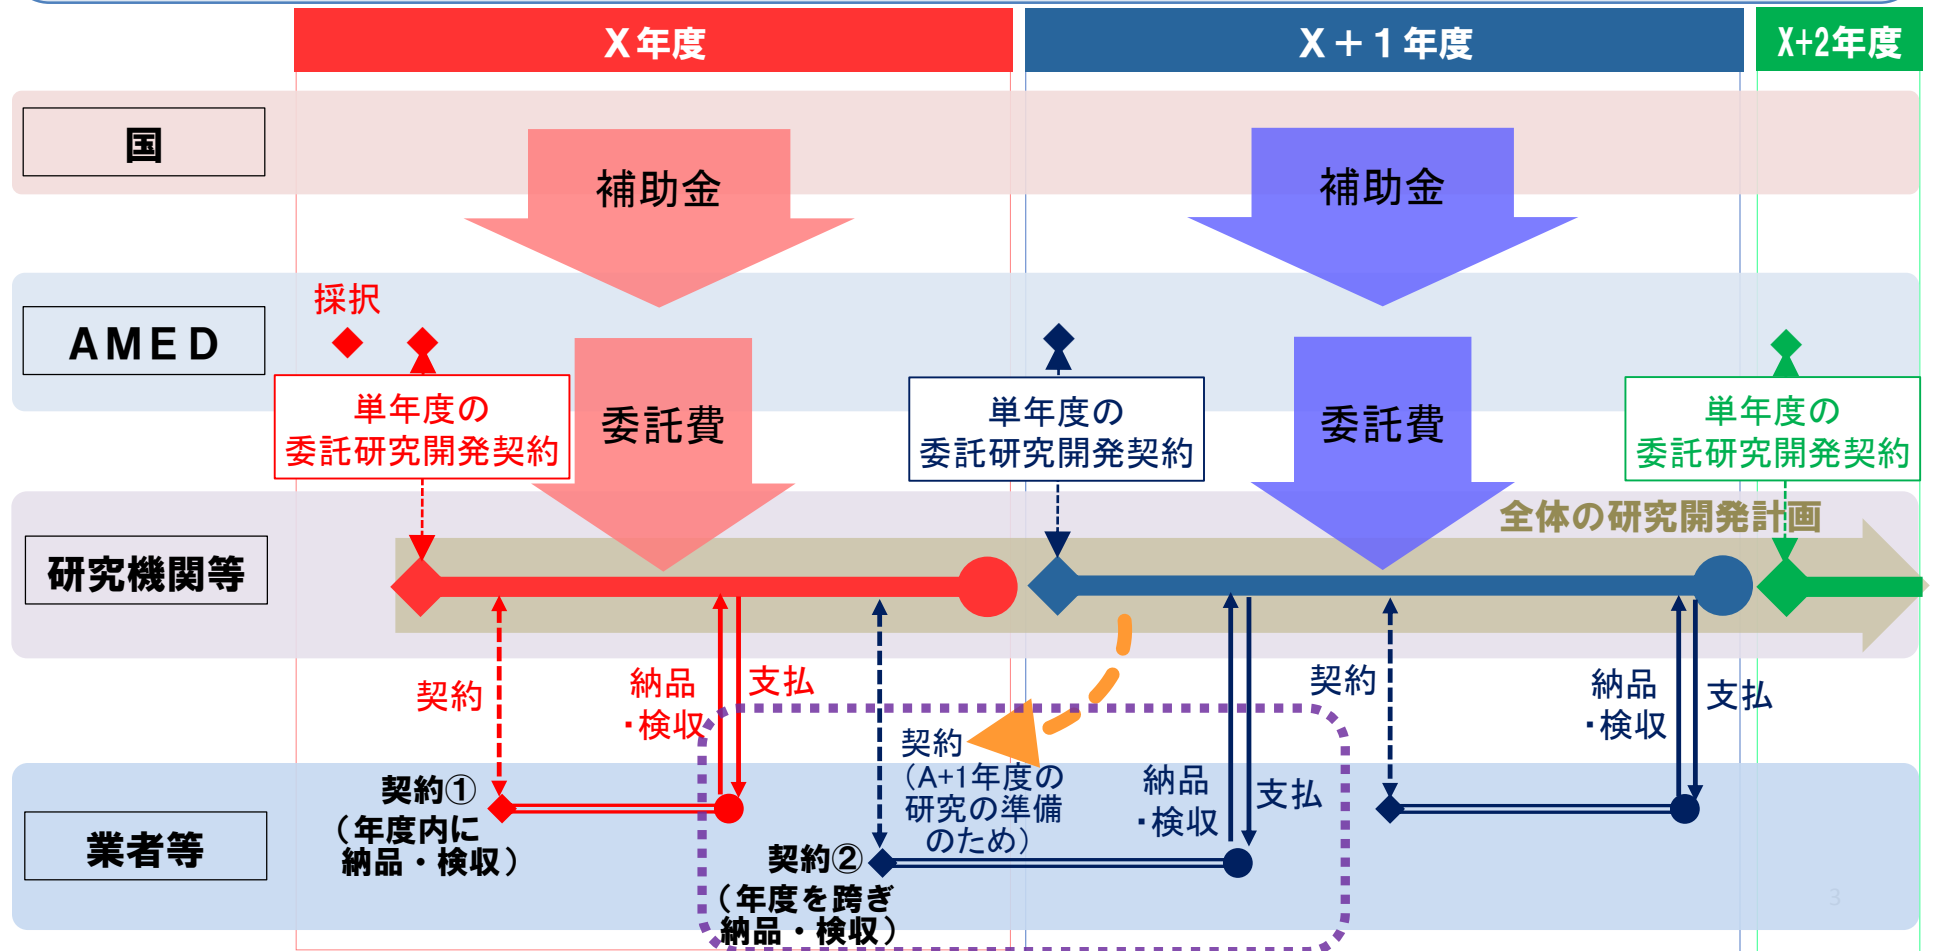 X年度
X+1年度
X+2年度
国
補助金
補助金
AMED
採択
単年度の
委託研究開発契約
委託費
単年度の
委託研究開発契約
委託費
単年度の
委託研究開発契約
全体の研究開発計画
研究機関等
契約
納品
・検収
支払
契約
(A+1年度の
研究の準備
のため)
納品
・検収
支払
契約
納品
・検収
支払
業者等
契約①
(年度内に
納品・検収)
契約②
(年度を跨ぎ
納品・検収)
3